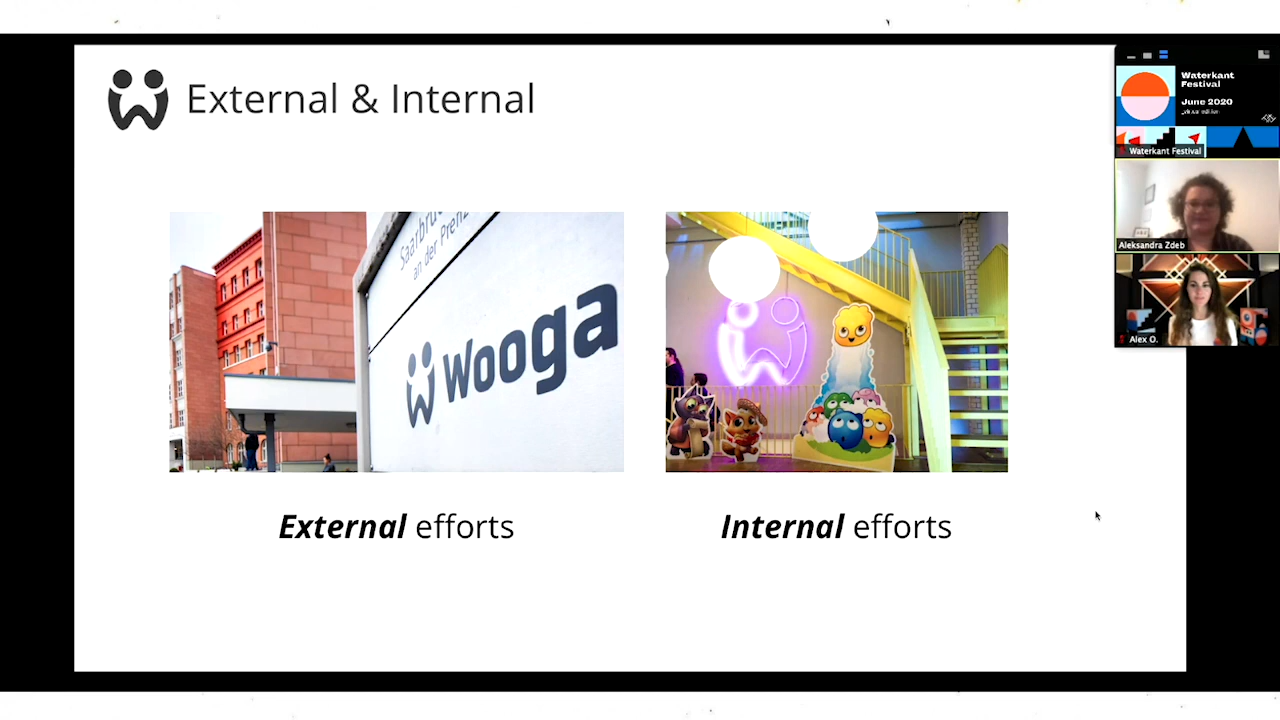 External & Internal
Saarbrü
an der Prenz
Wooga
External efforts
Internal efforts
Waterkant
Festival
June 2020
Waterkant Festival
Aleksandra Zdeb
Alex O.